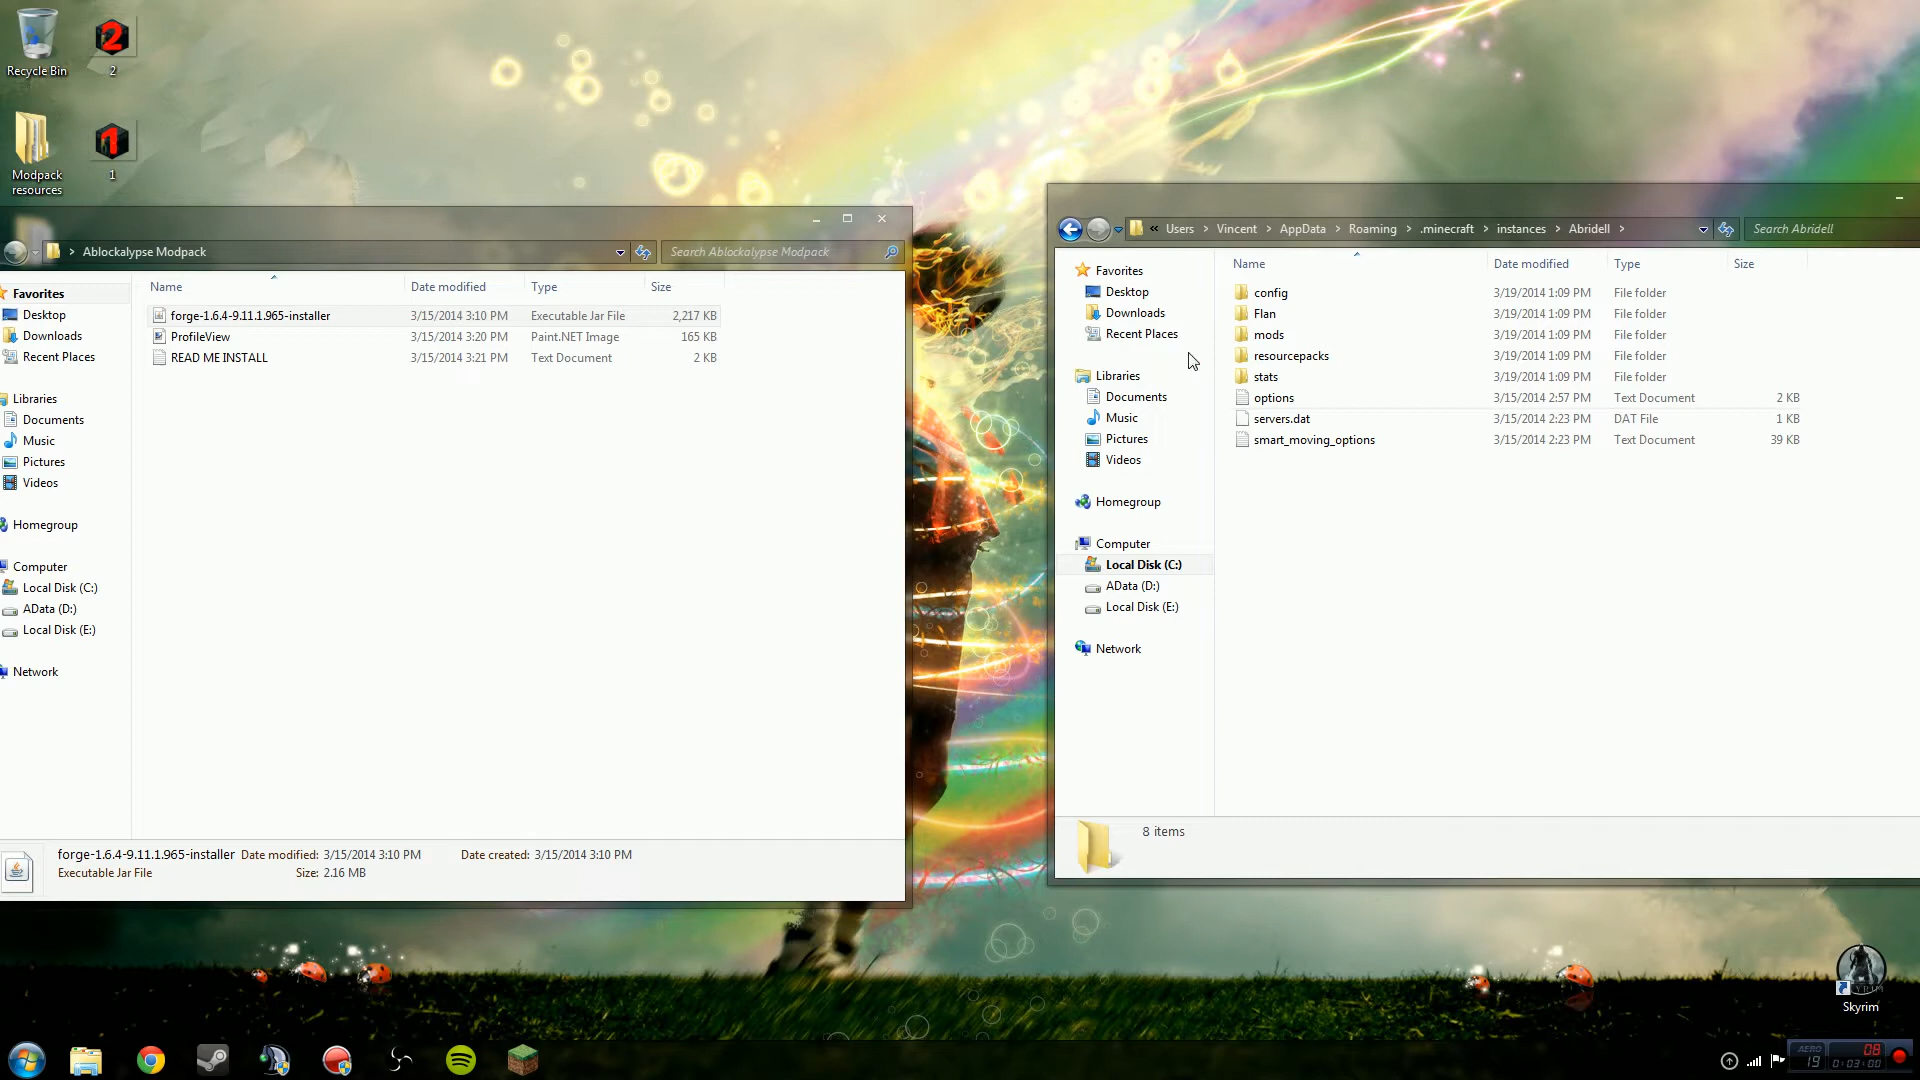 Recycle Bin
2
Modpack
resources
1
Ablockalypse Modpack
Search Ablockalypse Modpack
Name Date modified Type Size
Favorites
Desktop
Downloads
Recent Places
Libraries
Documents
Music
Pictures
Videos
Homegroup
Computer
Local Disk (C:)
AData (D:)
Local Disk (E:)
Network
forge-1.6.4-9.11.1.965-installer 3/15/2014 3:10 PM Executable Jar File 2,217 KB
ProfileView 3/15/2014 3:20 PM Paint.NET Image 165 KB
READ ME INSTALL 3/15/2014 3:21 PM Text Document 2 KB
forge-1.6.4-9.11.1.965-installer Date modified: 3/15/2014 3:10 PM Date created: 3/15/2014 3:10 PM
Executable Jar File Size: 2.16 MB
« Users Vincent AppData Roaming .minecraft instances Abridell
Search Abridell
Name Date modified Type Size
Favorites
Desktop
Downloads
Recent Places
Libraries
Documents
Music
Pictures
Videos
Homegroup
Computer
Local Disk (C:)
AData (D:)
Local Disk (E:)
Network
config 3/19/2014 1:09 PM File folder
Flan 3/19/2014 1:09 PM File folder
mods 3/19/2014 1:09 PM File folder
resourcepacks 3/19/2014 1:09 PM File folder
stats 3/19/2014 1:09 PM File folder
options 3/15/2014 2:57 PM Text Document 2 KB
servers.dat 3/15/2014 2:23 PM DAT File 1 KB
smart_moving_options 3/15/2014 2:23 PM Text Document 39 KB
8 items
Skyrim
AERO 08
19 0:03:00